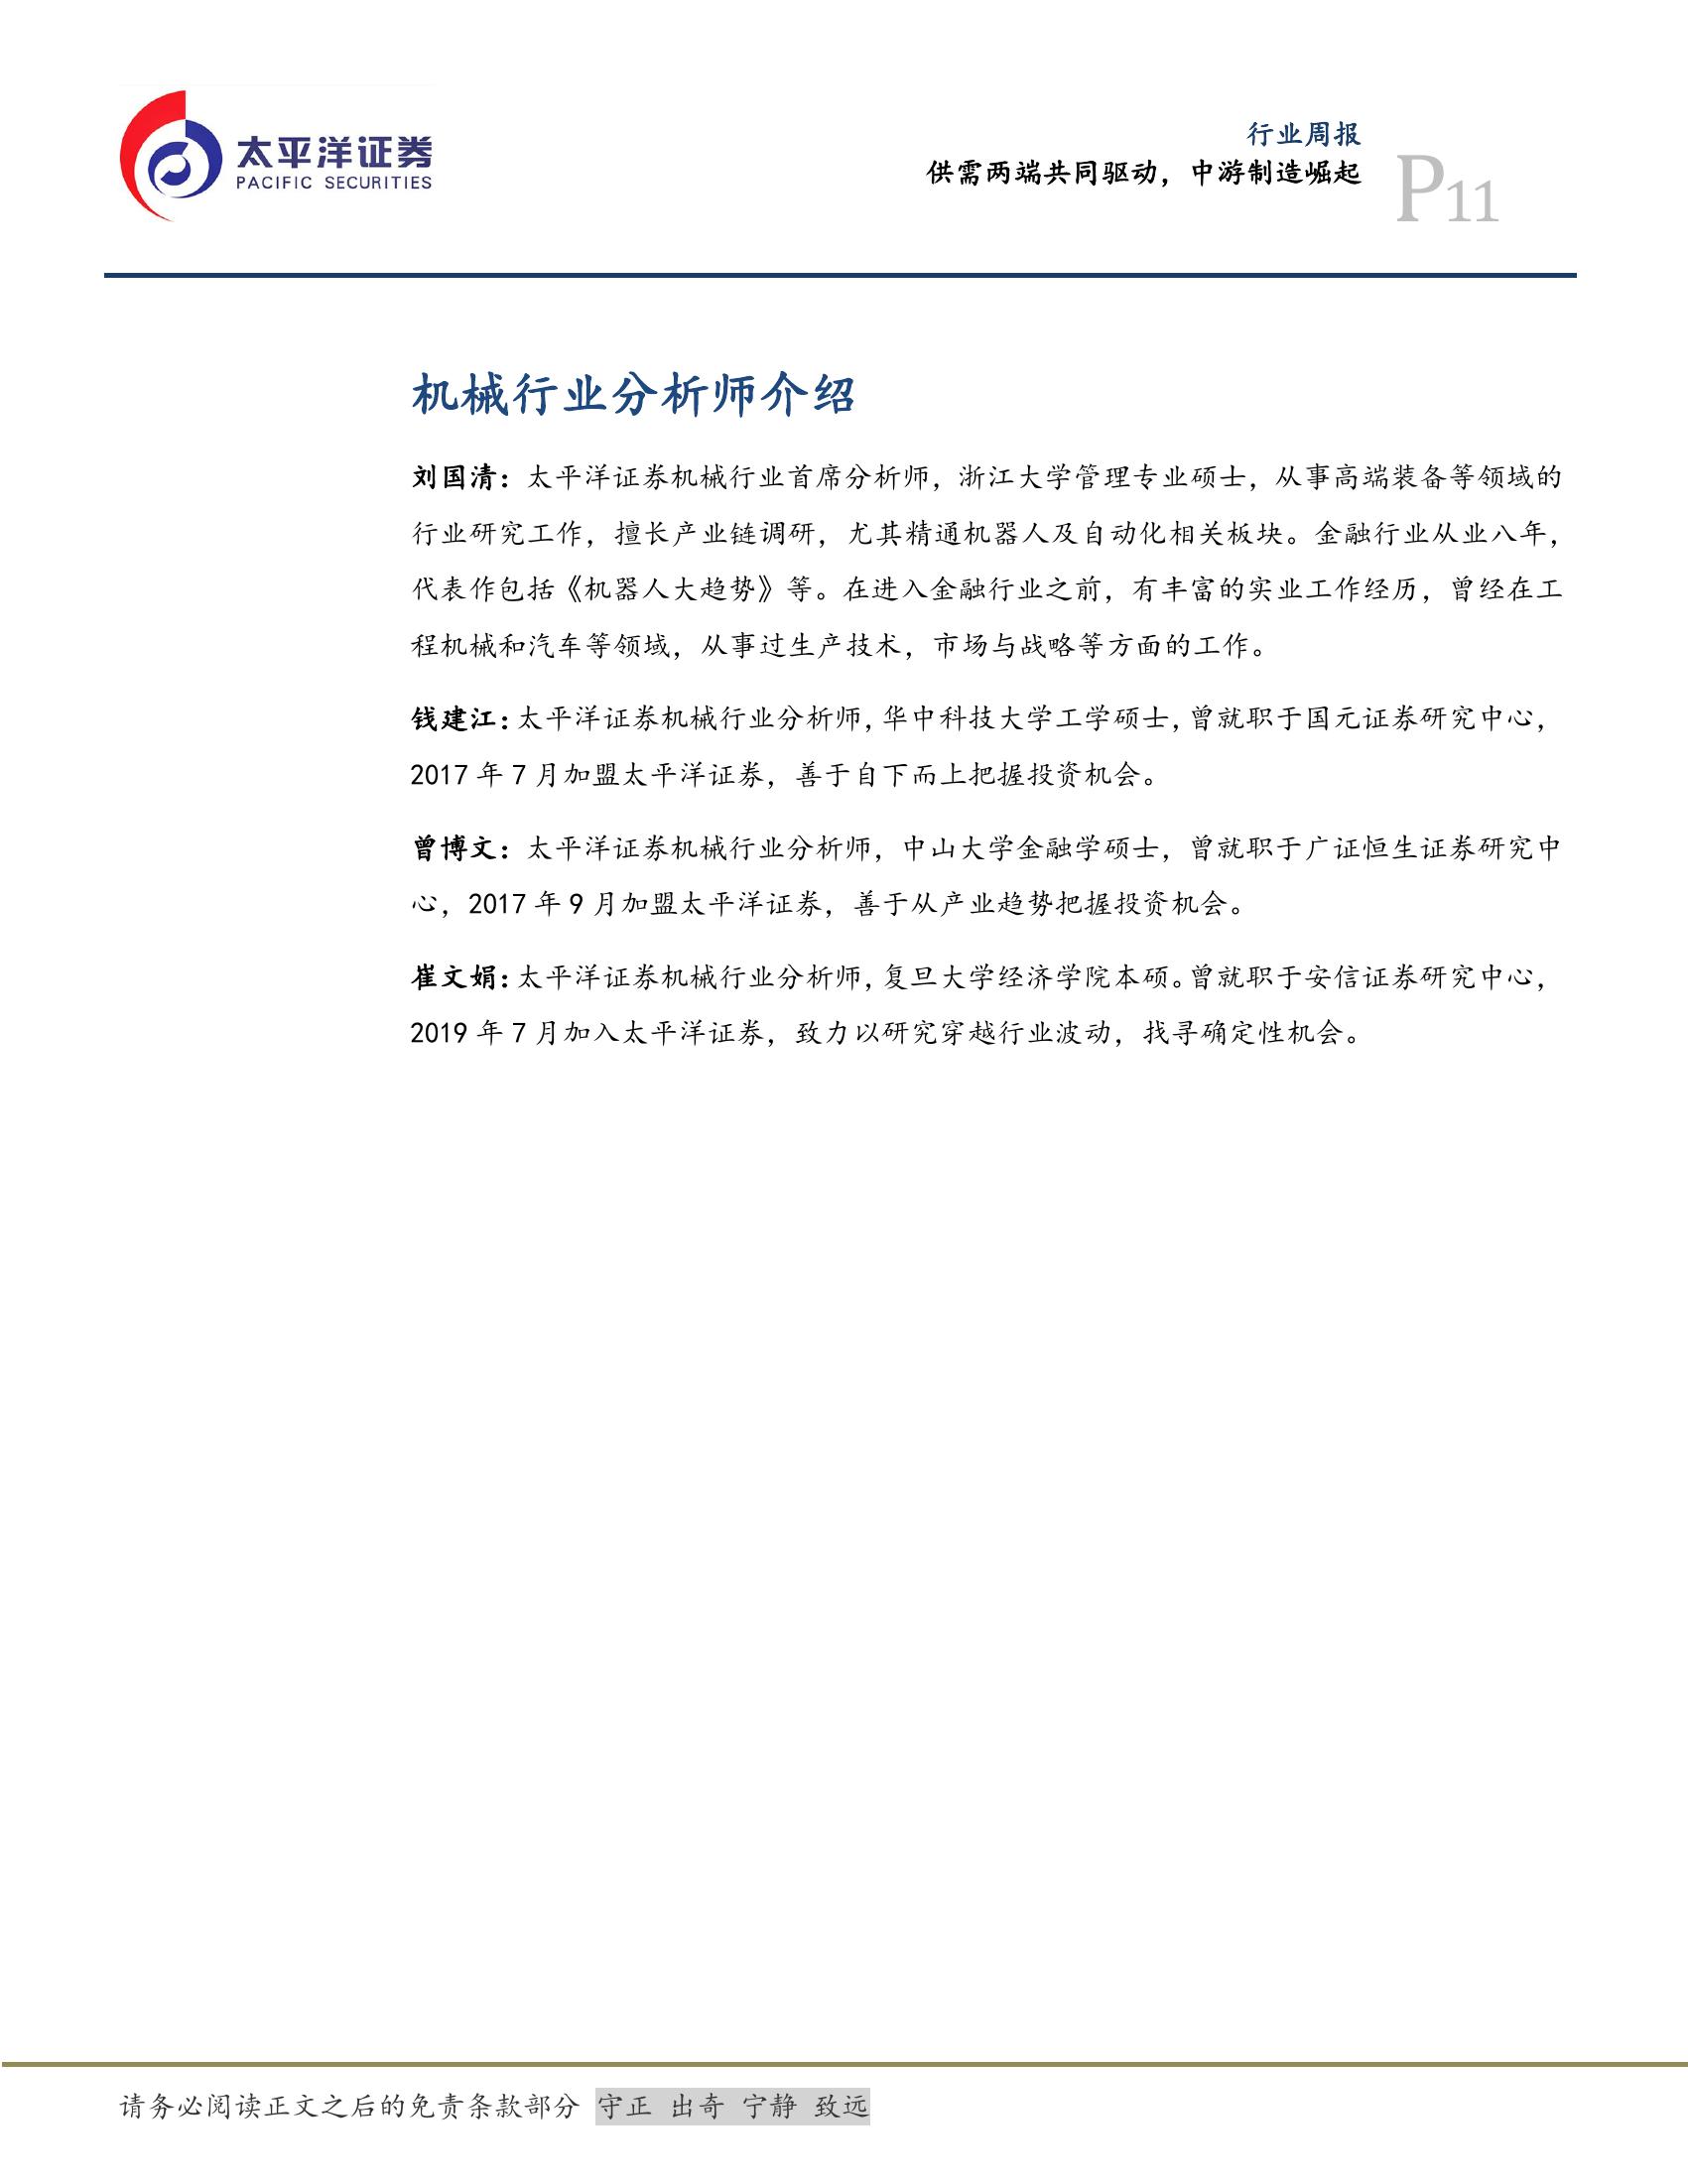 太平洋证券
PACIFIC SECURITIES
行业周报
供需两端共同驱动，中游制造崛起
P11
机械行业分析师介绍
刘国清：太平洋证券机械行业首席分析师，浙江大学管理专业硕士，从事高端装备等领域的
行业研究工作，擅长产业链调研，尤其精通机器人及自动化相关板块。金融行业从业八年，
代表作包括《机器人大趋势》等。在进入金融行业之前，有丰富的实业工作经历，曾经在工
程机械和汽车等领域，从事过生产技术，市场与战略等方面的工作。
钱建江：太平洋证券机械行业分析师，华中科技大学工学硕士，曾就职于国元证券研究中心，
2017 年 7 月加盟太平洋证券，善于自下而上把握投资机会。
曾博文：太平洋证券机械行业分析师，中山大学金融学硕士，曾就职于广证恒生证券研究中
心，2017 年 9 月加盟太平洋证券，善于从产业趋势把握投资机会。
崔文娟：太平洋证券机械行业分析师，复旦大学经济学院本硕。曾就职于安信证券研究中心，
2019 年 7 月加入太平洋证券，致力以研究穿越行业波动，找寻确定性机会。
请务必阅读正文之后的免责条款部分 守正 出奇 宁静 致远